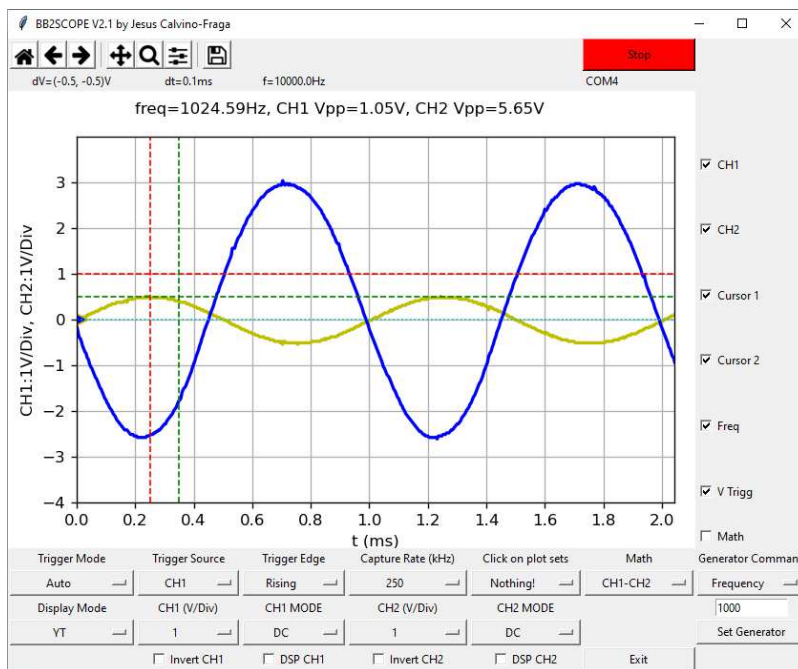 BB2SCOPE V2.1 by Jesus Calvino-Fraga
Stop
dV=(-0.5, -0.5)V dt=0.1ms f=10000.0Hz COM4
freq=1024.59Hz, CH1 Vpp=1.05V, CH2 Vpp=5.65V
CH1:1V/Div, CH2:1V/Div
3
2
1
0
−1
−2
−3
−4
0.0 0.2 0.4 0.6 0.8 1.0 1.2 1.4 1.6 1.8 2.0
t (ms)
CH1
CH2
Cursor 1
Cursor 2
Freq
V Trigg
Math
Trigger Mode Trigger Source Trigger Edge Capture Rate (kHz) Click on plot sets Math Generator Comman
Auto CH1 Rising 250 Nothing! CH1-CH2 Frequency
Display Mode CH1 (V/Div) CH1 MODE CH2 (V/Div) CH2 MODE 1000
YT 1 DC 1 DC Set Generator
Invert CH1 DSP CH1 Invert CH2 DSP CH2 Exit